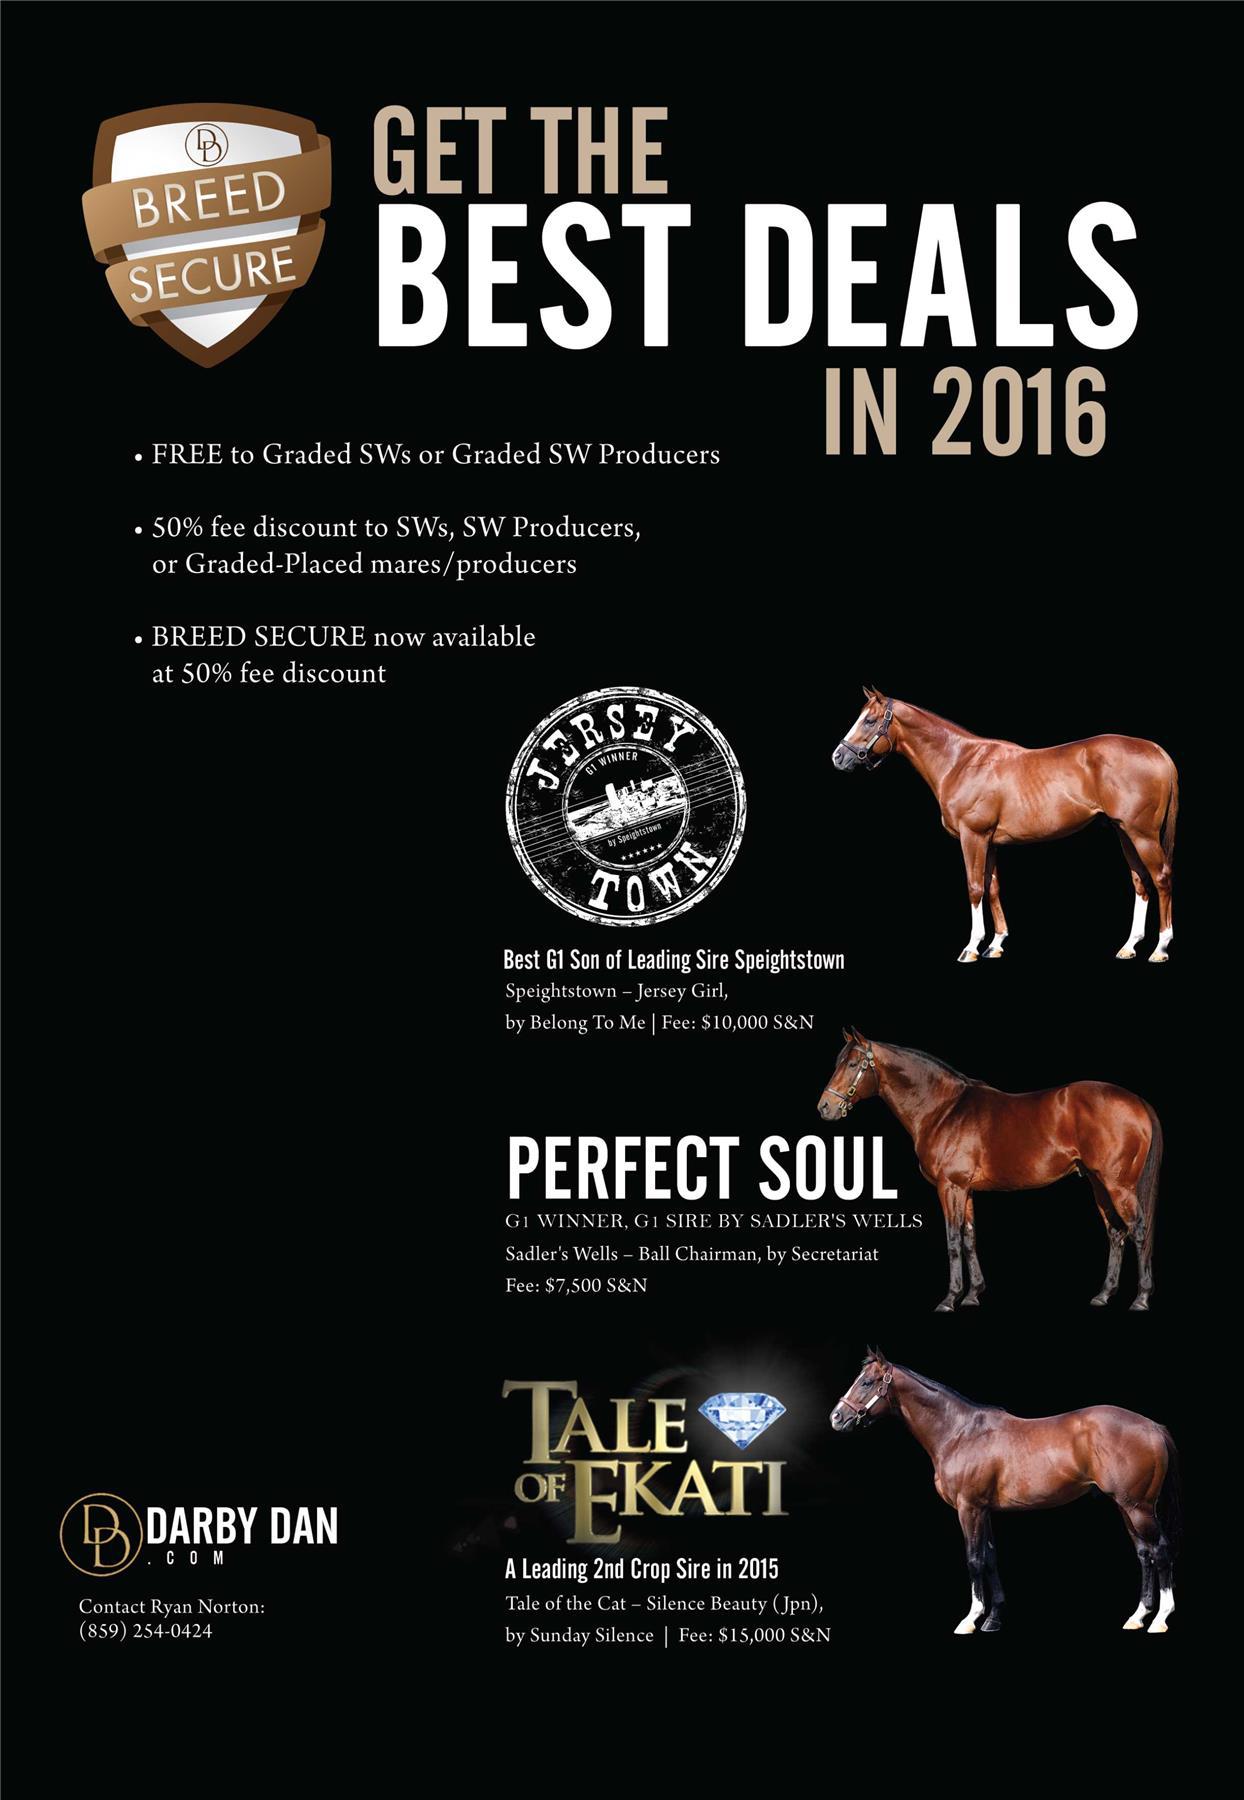 DD
BREED
SECURE
GET THE
BEST DEALS
IN 2016
• FREE to Graded SWs or Graded SW Producers
• 50% fee discount to SWs, SW Producers,
or Graded-Placed mares/producers
• BREED SECURE now available
at 50% fee discount
JERSEY
G1 WINNER
by Speightstown
TOWN
Best G1 Son of Leading Sire Speightstown
Speightstown – Jersey Girl,
by Belong To Me | Fee: $10,000 S&N
PERFECT SOUL
G1 WINNER, G1 SIRE BY SADLER'S WELLS
Sadler's Wells – Ball Chairman, by Secretariat
Fee: $7,500 S&N
TALE
OF EKATI
A Leading 2nd Crop Sire in 2015
Tale of the Cat – Silence Beauty (Jpn),
by Sunday Silence | Fee: $15,000 S&N
DD DARBY DAN
.COM
Contact Ryan Norton:
(859) 254-0424